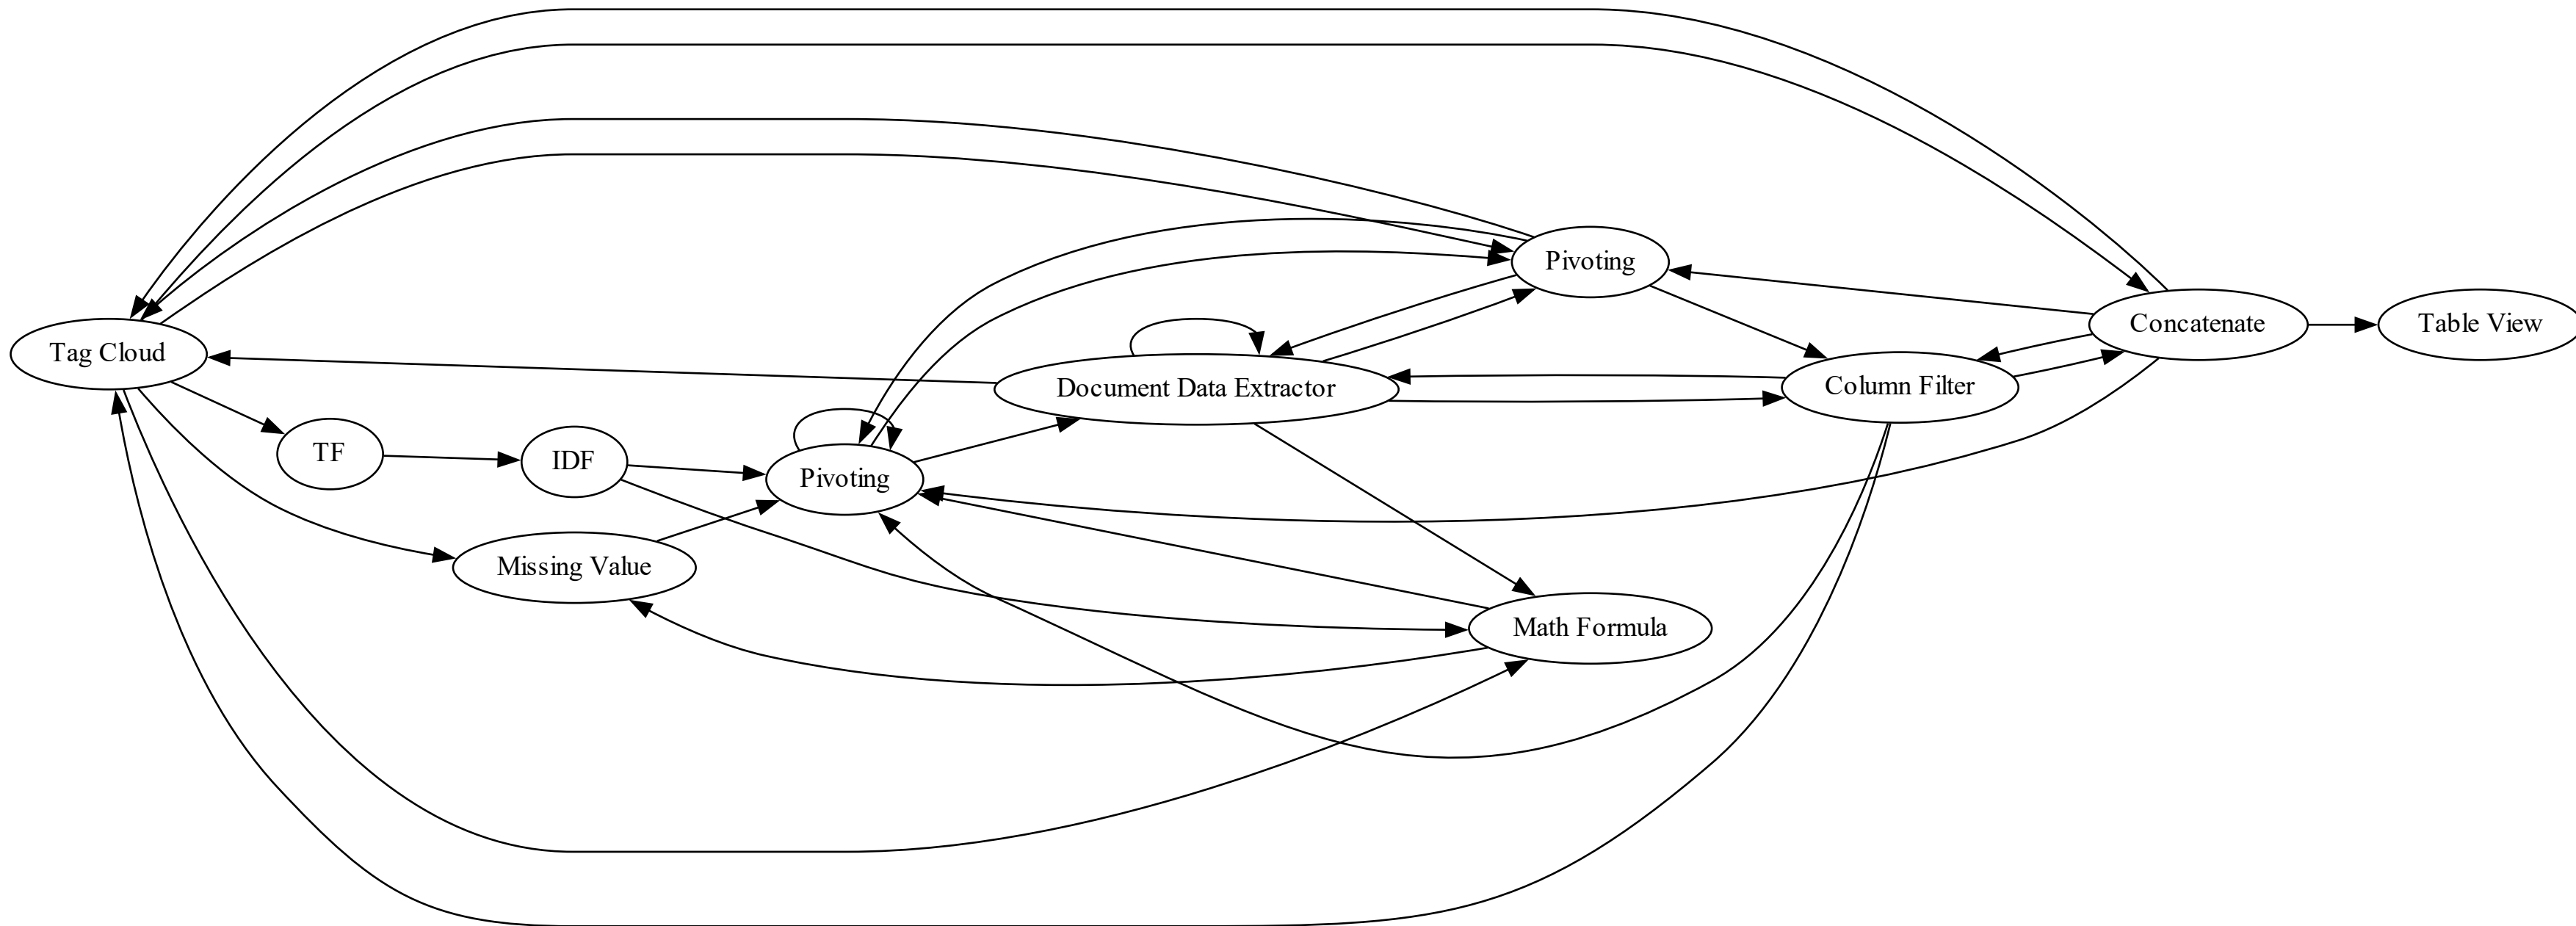 Tag Cloud
TF
IDF
Missing Value
Pivoting
Document Data Extractor
Pivoting
Math Formula
Column Filter
Concatenate
Table View